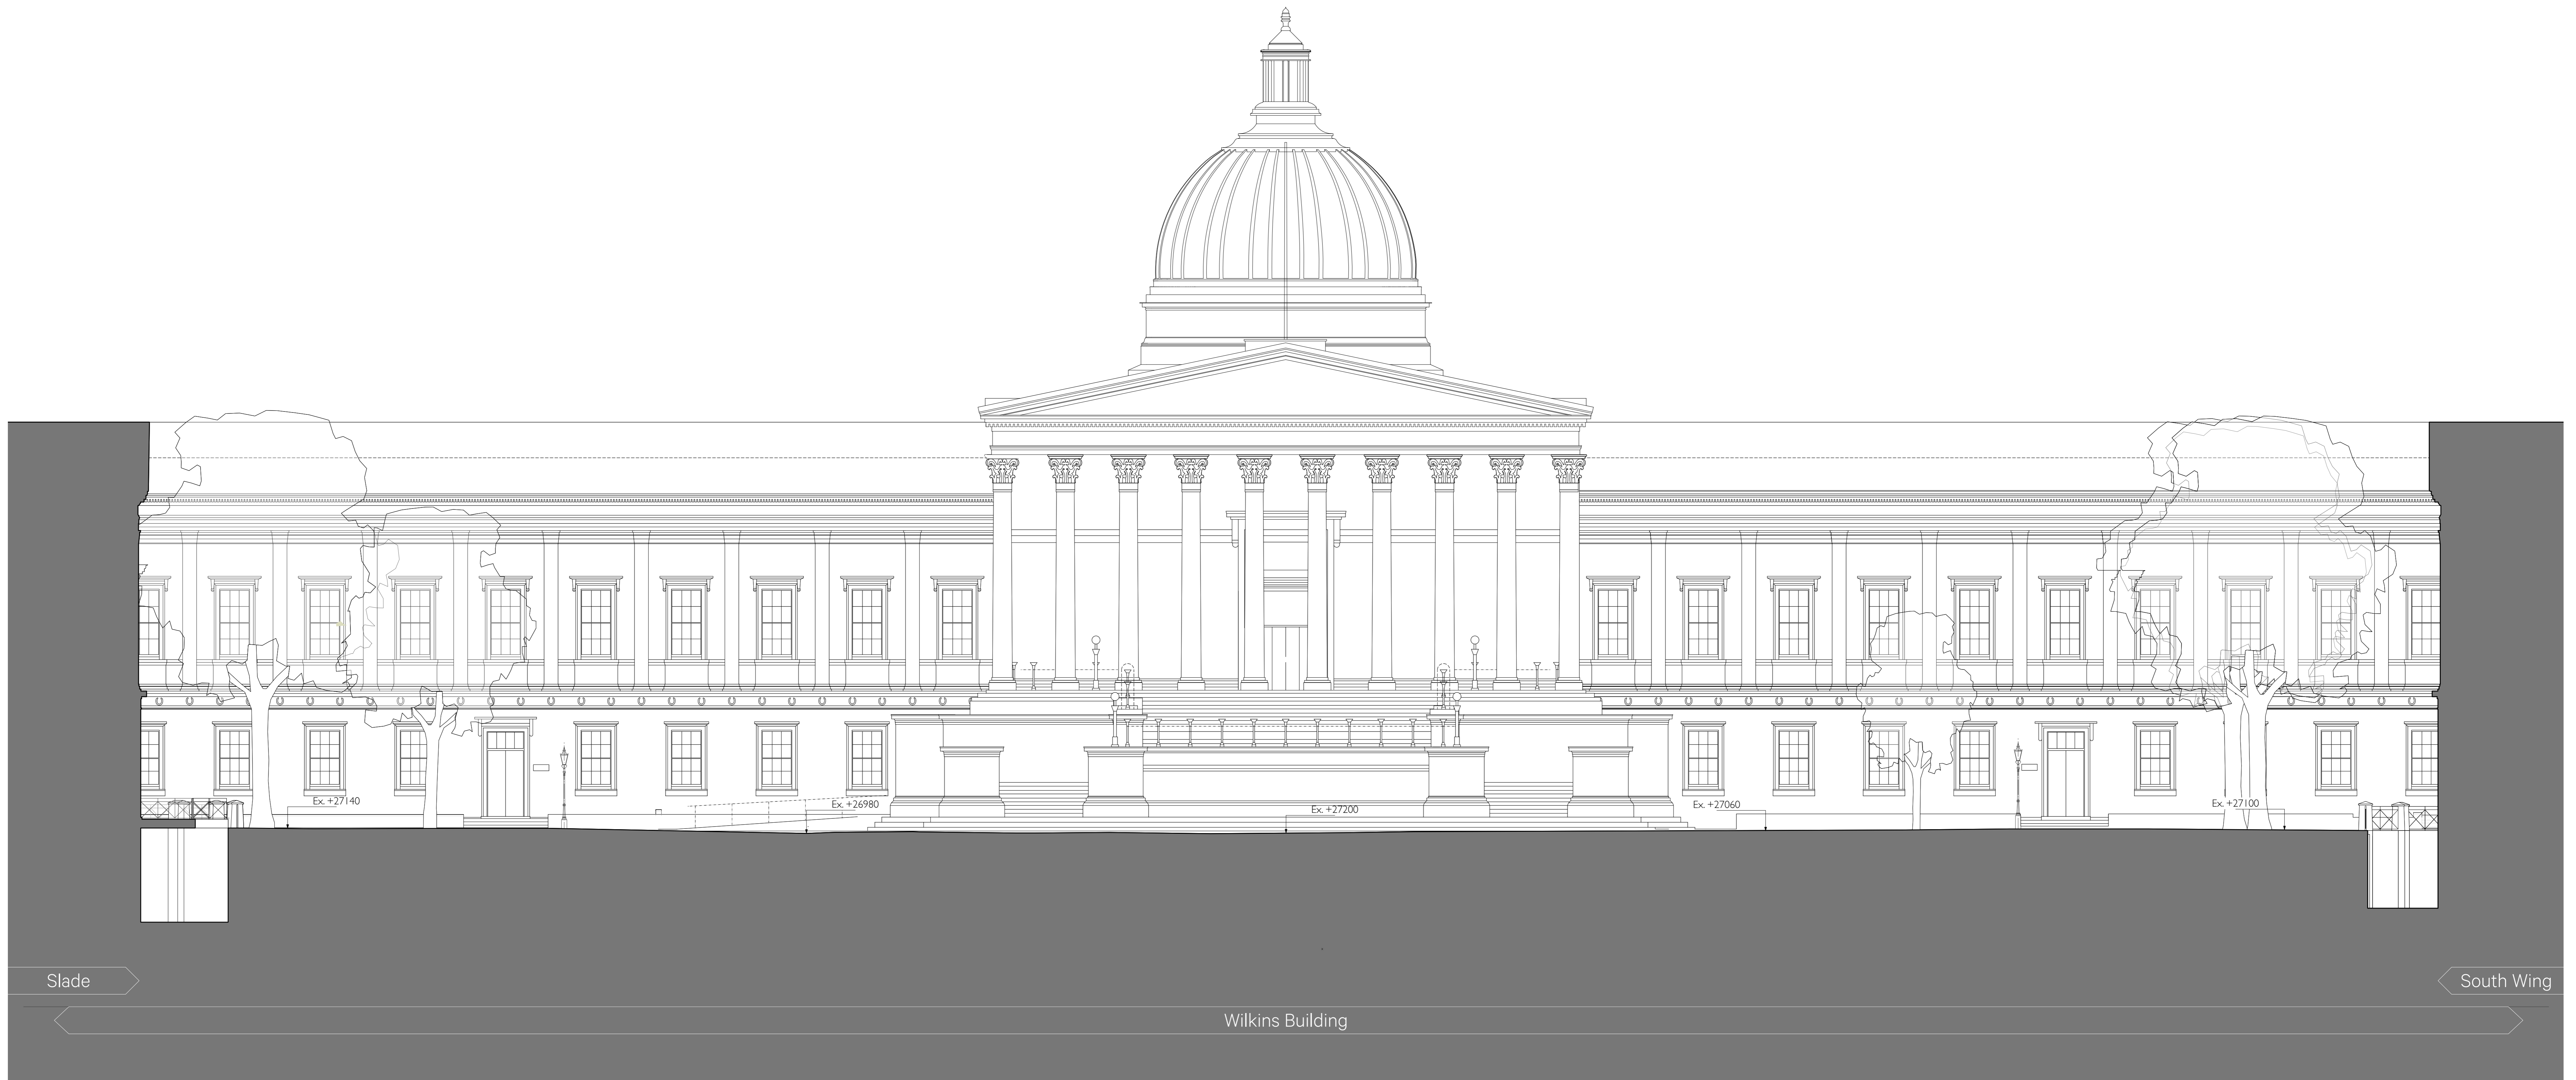 Ex. +27140
Ex. +26980
Ex. +27200
Ex. +27060
Ex. +27100
Slade
South Wing
Wilkins Building